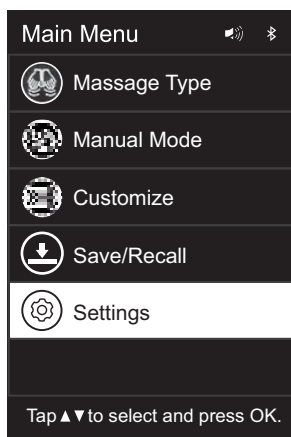 Main Menu
Massage Type
Manual Mode
Customize
Save/Recall
Settings
Tap▲▼to select and press OK.